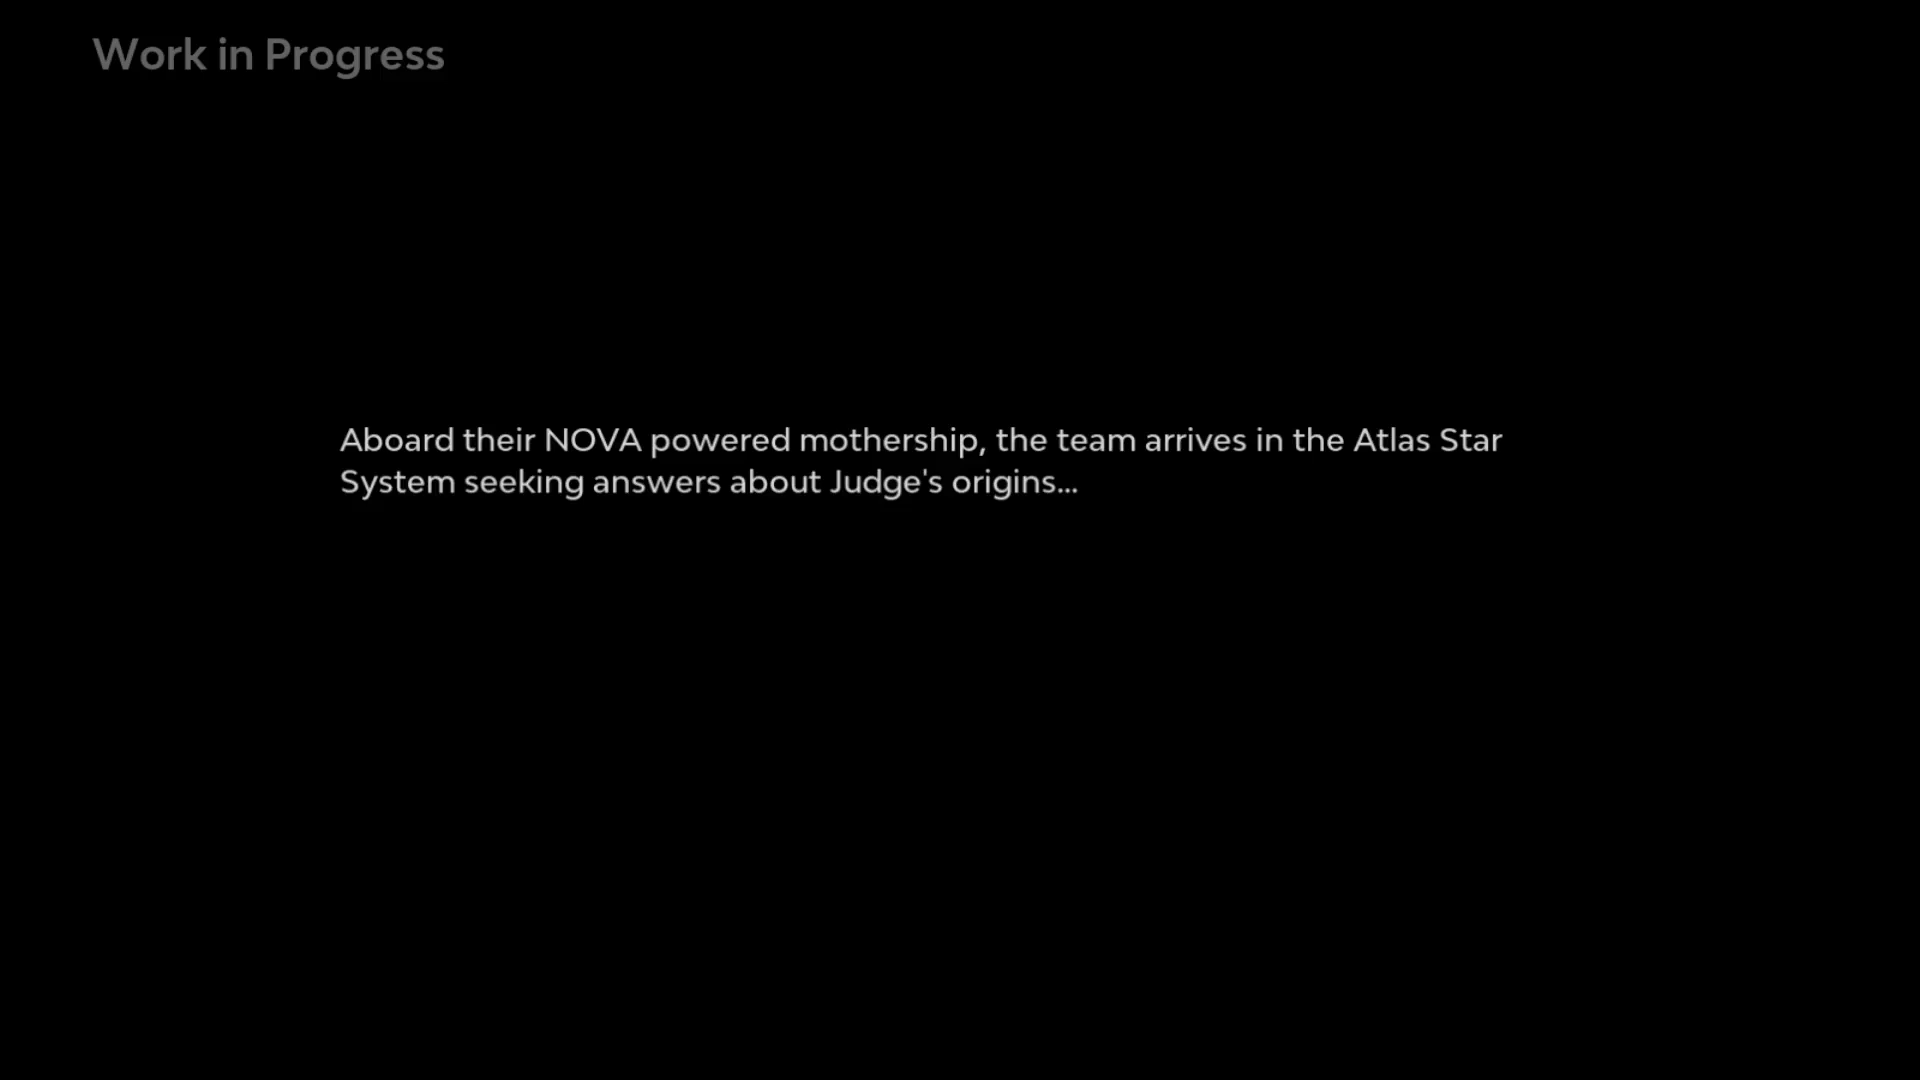 Work in Progress
Aboard their NOVA powered mothership, the team arrives in the Atlas Star
System seeking answers about Judge's origins...